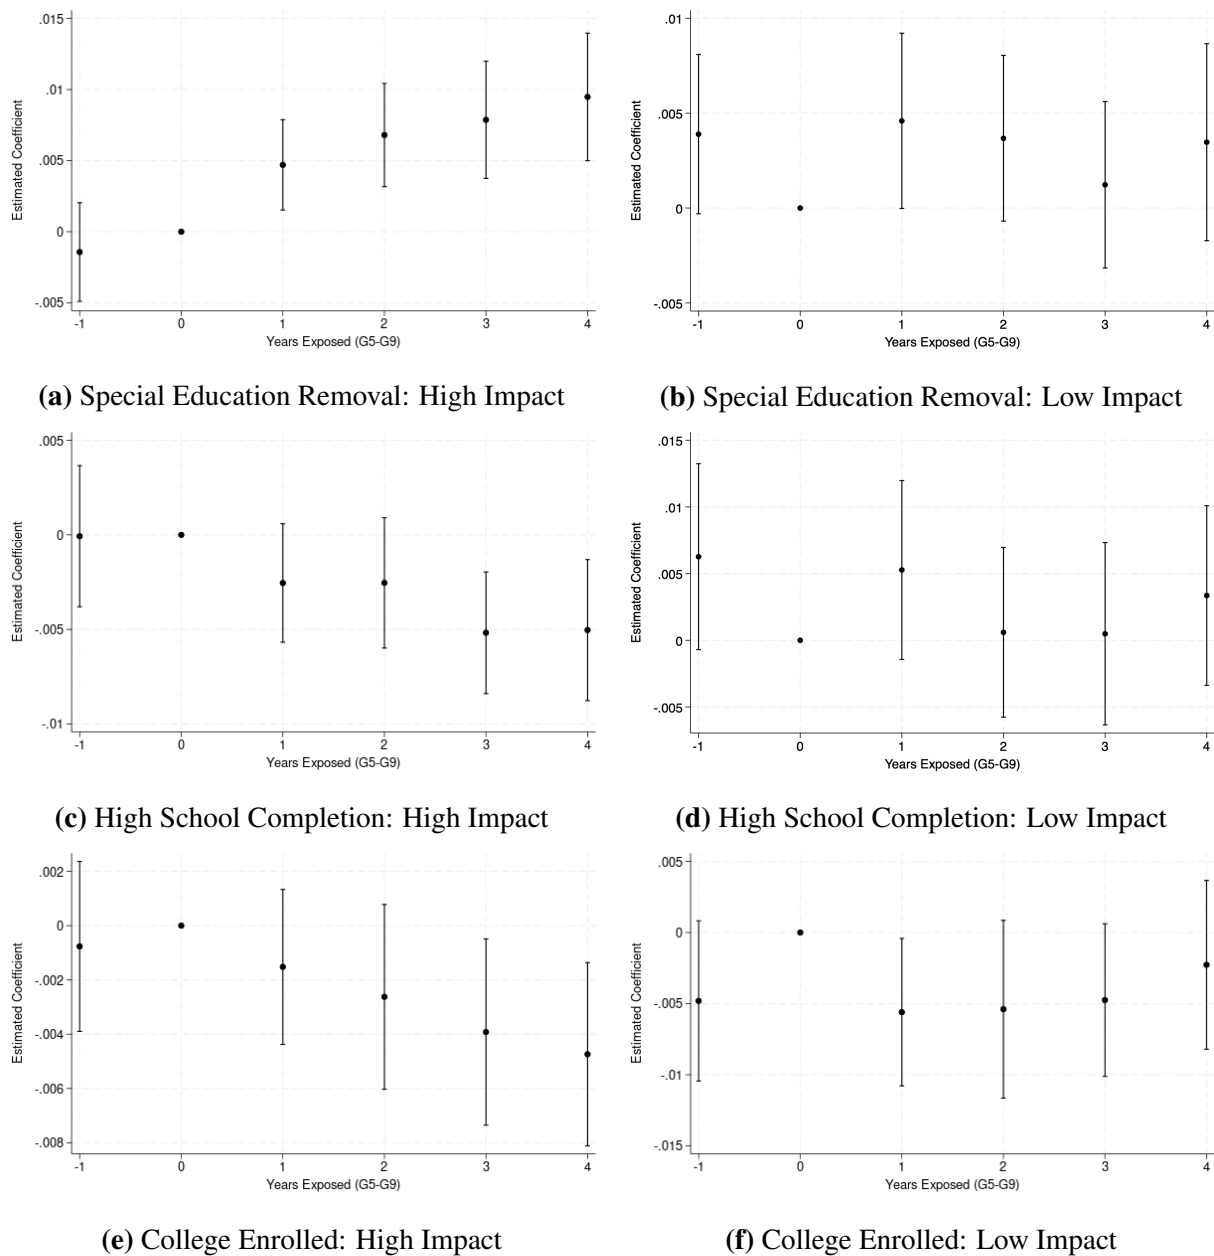 .015
.01
.005
0
-.005
Estimated Coefficient
-1 0 1 2 3 4
Years Exposed (G5-G9)
(a) Special Education Removal: High Impact
.01
.005
0
-.005
Estimated Coefficient
-1 0 1 2 3 4
Years Exposed (G5-G9)
(b) Special Education Removal: Low Impact
.005
0
-.005
-.01
Estimated Coefficient
-1 0 1 2 3 4
Years Exposed (G5-G9)
(c) High School Completion: High Impact
.015
.01
.005
0
-.005
Estimated Coefficient
-1 0 1 2 3 4
Years Exposed (G5-G9)
(d) High School Completion: Low Impact
.002
0
-.002
-.004
-.006
-.008
Estimated Coefficient
-1 0 1 2 3 4
Years Exposed (G5-G9)
(e) College Enrolled: High Impact
.005
0
-.005
-.01
-.015
Estimated Coefficient
-1 0 1 2 3 4
Years Exposed (G5-G9)
(f) College Enrolled: Low Impact